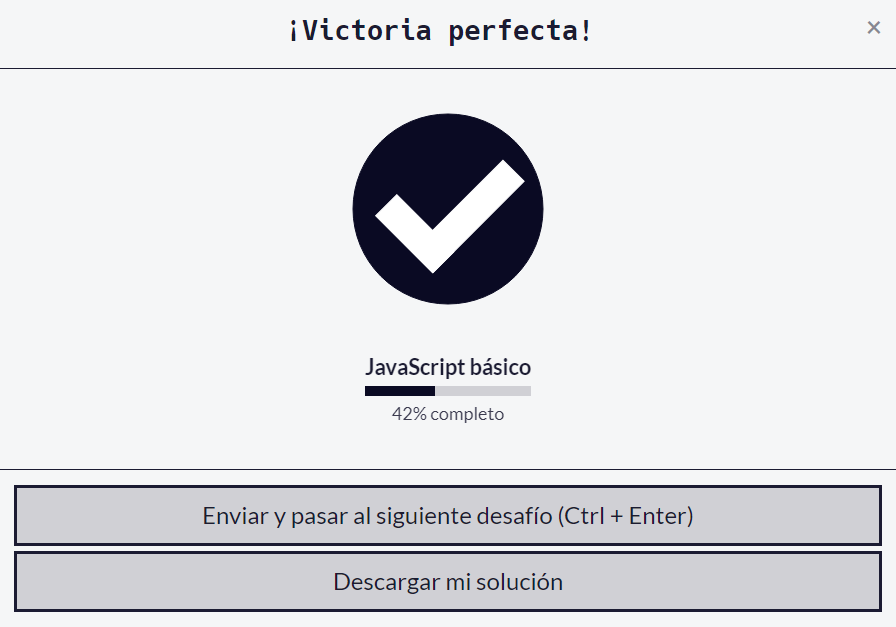 ¡Victoria perfecta!
×
JavaScript básico
42% completo
Enviar y pasar al siguiente desafío (Ctrl + Enter)
Descargar mi solución